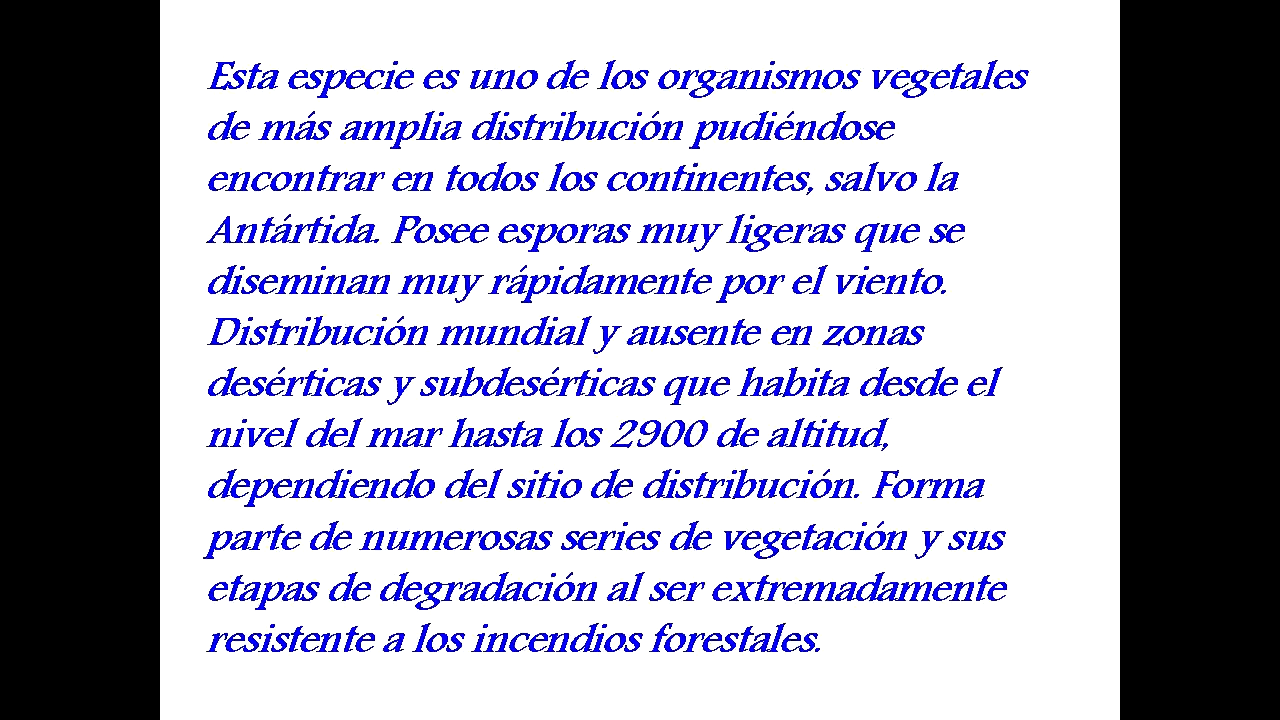 Esta especie es uno de los organismos vegetales
de más amplia distribución pudiéndose
encontrar en todos los continentes, salvo la
Antártida. Posee esporas muy ligeras que se
diseminan muy rápidamente por el viento.
Distribución mundial y ausente en zonas
desérticas y subdesérticas que habita desde el
nivel del mar hasta los 2900 de altitud,
dependiendo del sitio de distribución. Forma
parte de numerosas series de vegetación y sus
etapas de degradación al ser extremadamente
resistente a los incendios forestales.